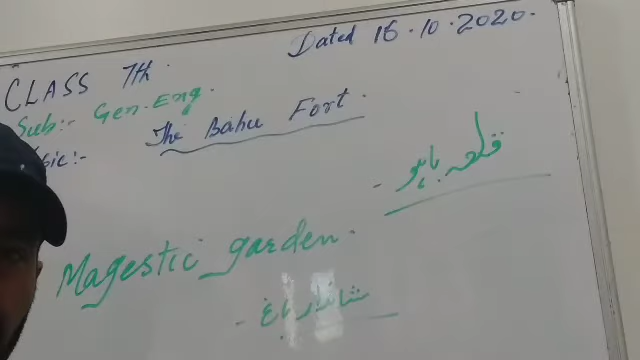 Dated 16.10.2020.
CLASS 7th.
Sub:- Gen.Eng.
The Bahu Fort.
قلعہ باہو -
Magestic garden.
شاندار باغ -